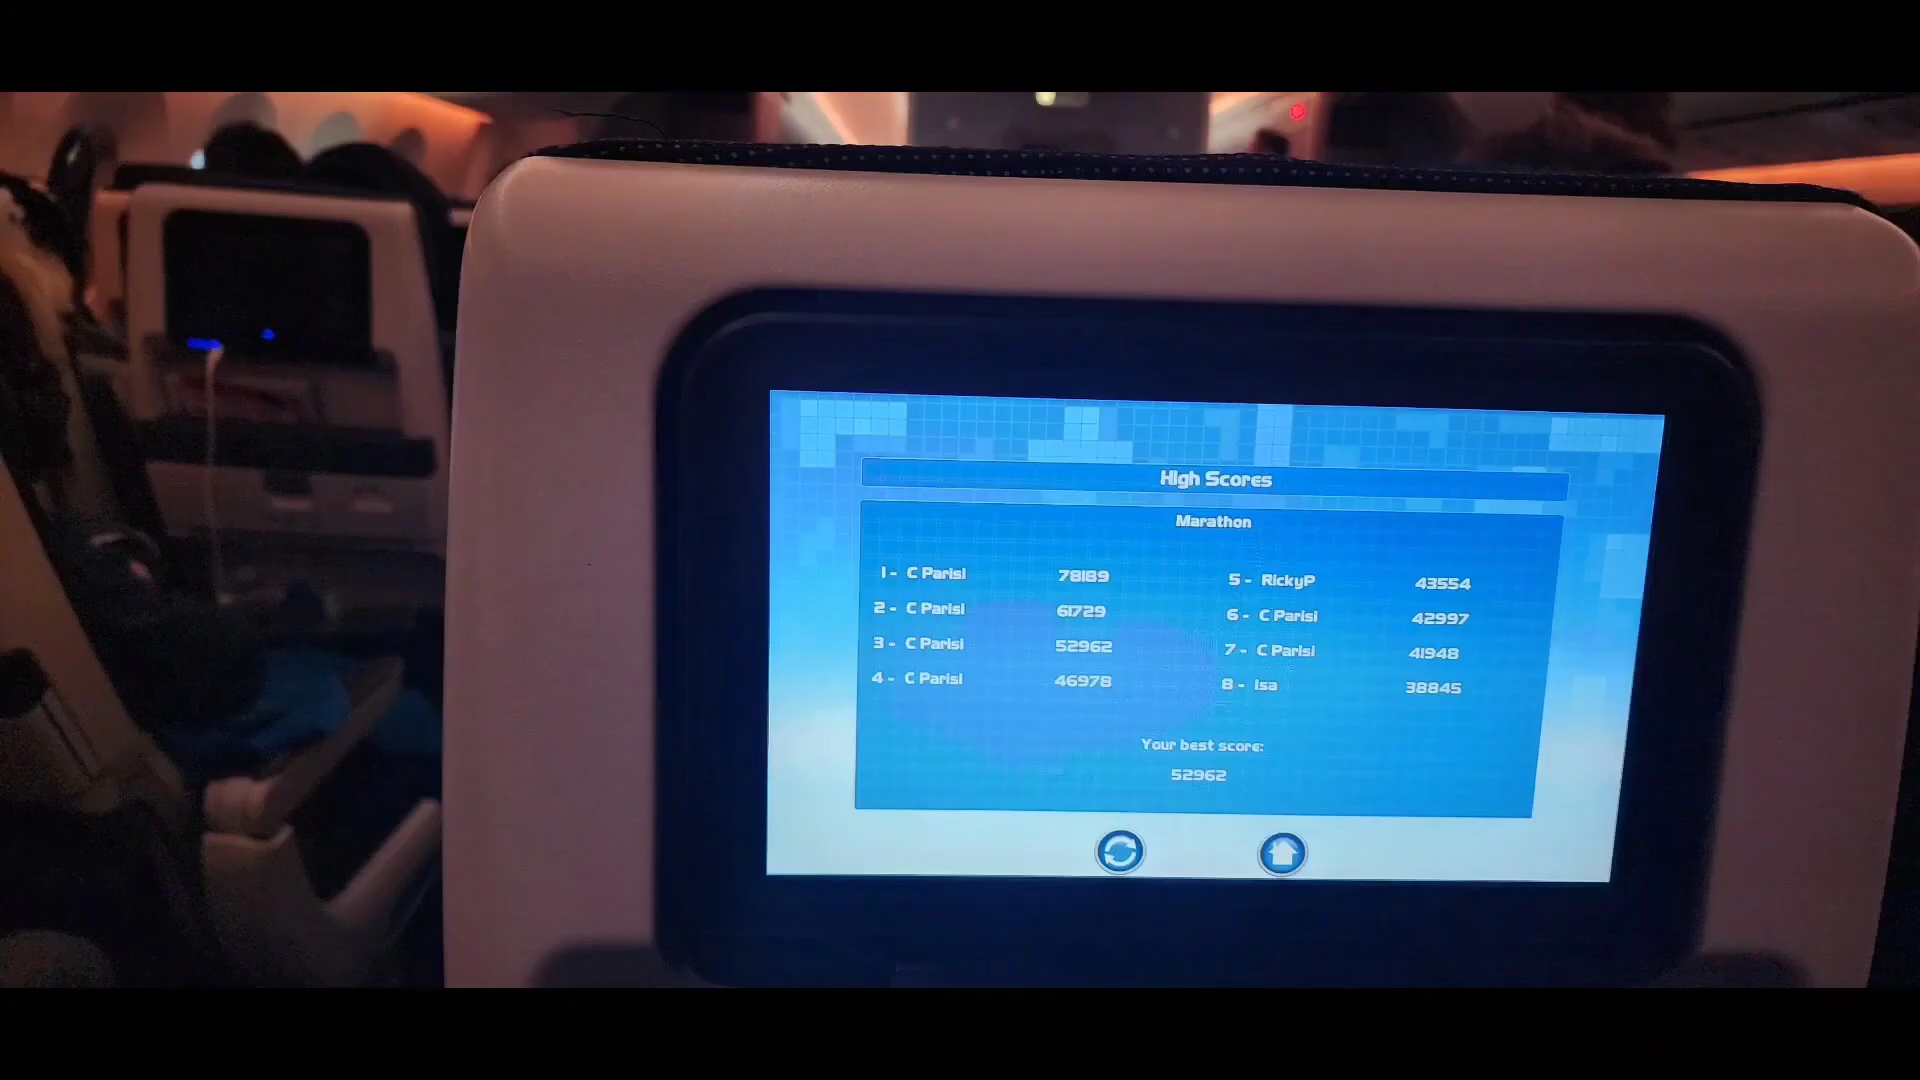 High Scores
Marathon
1 - C Parisi 78189
2 - C Parisi 61729
3 - C Parisi 52962
4 - C Parisi 46978
5 - RickyP 43554
6 - C Parisi 42997
7 - C Parisi 41948
8 - Isa 38845
Your best score:
52962